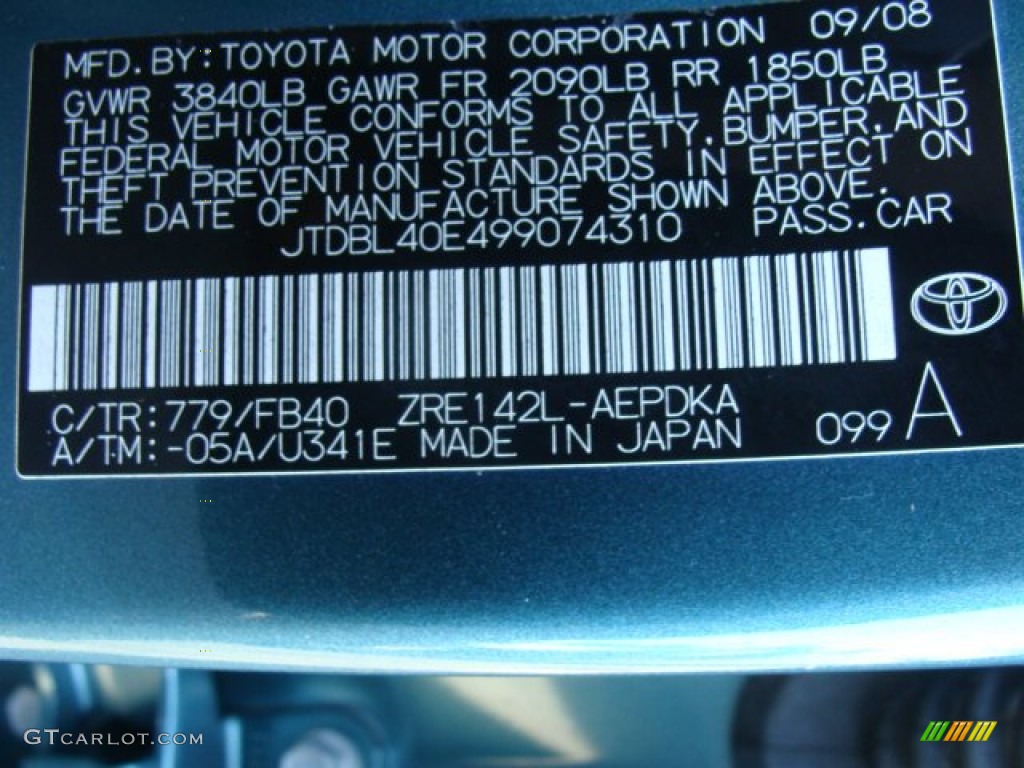 MFD. BY: TOYOTA MOTOR CORPORATION 09/08
GVWR 3840LB GAWR FR 2090LB RR 1850LB
THIS VEHICLE CONFORMS TO ALL APPLICABLE
FEDERAL MOTOR VEHICLE SAFETY, BUMPER, AND
THEFT PREVENTION STANDARDS IN EFFECT ON
THE DATE OF MANUFACTURE SHOWN ABOVE.
JTDBL40E499074310 PASS. CAR
C/TR: 779/FB40 ZRE142L-AEPDKA
A/TM: -05A/U341E MADE IN JAPAN 099 A
GTCARLOT.COM